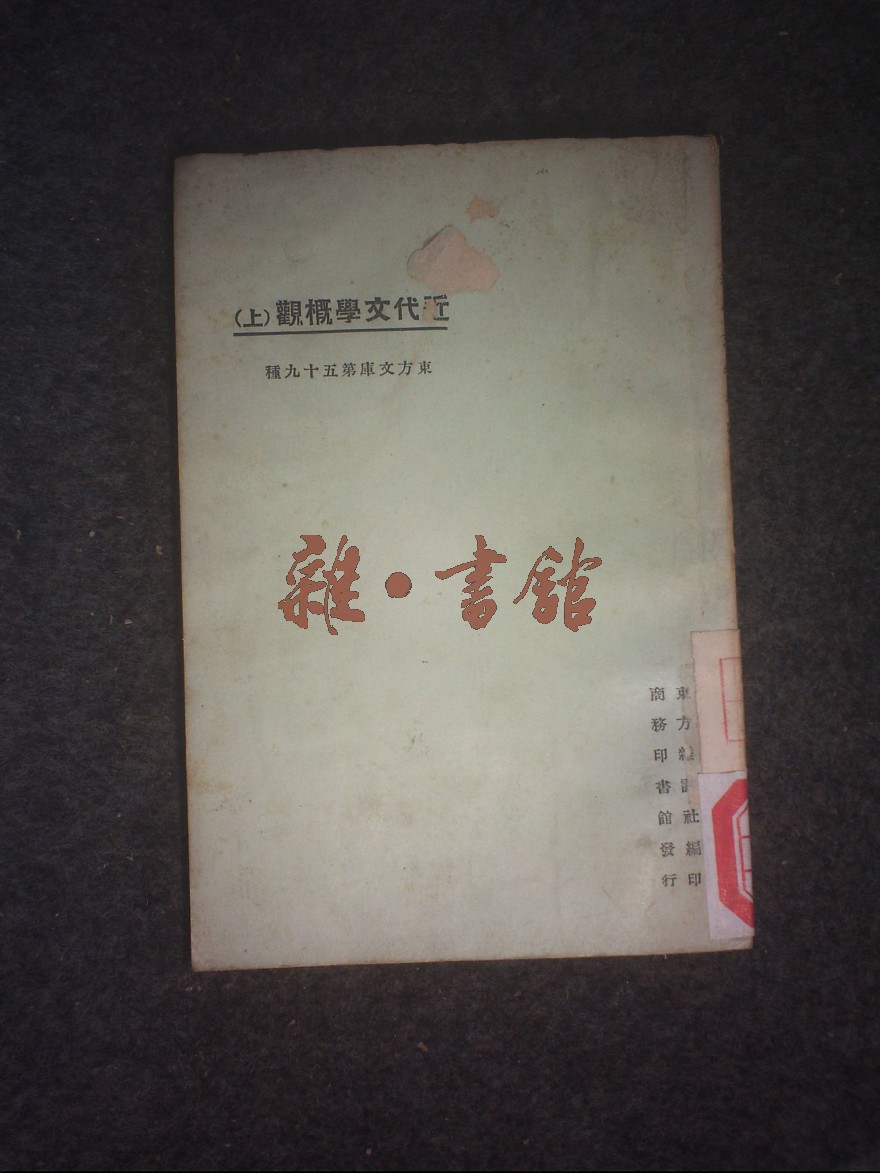 近代文學概觀(上)
東方文庫第五十九種
雜·書館
東方雜誌社編印
商務印書館發行